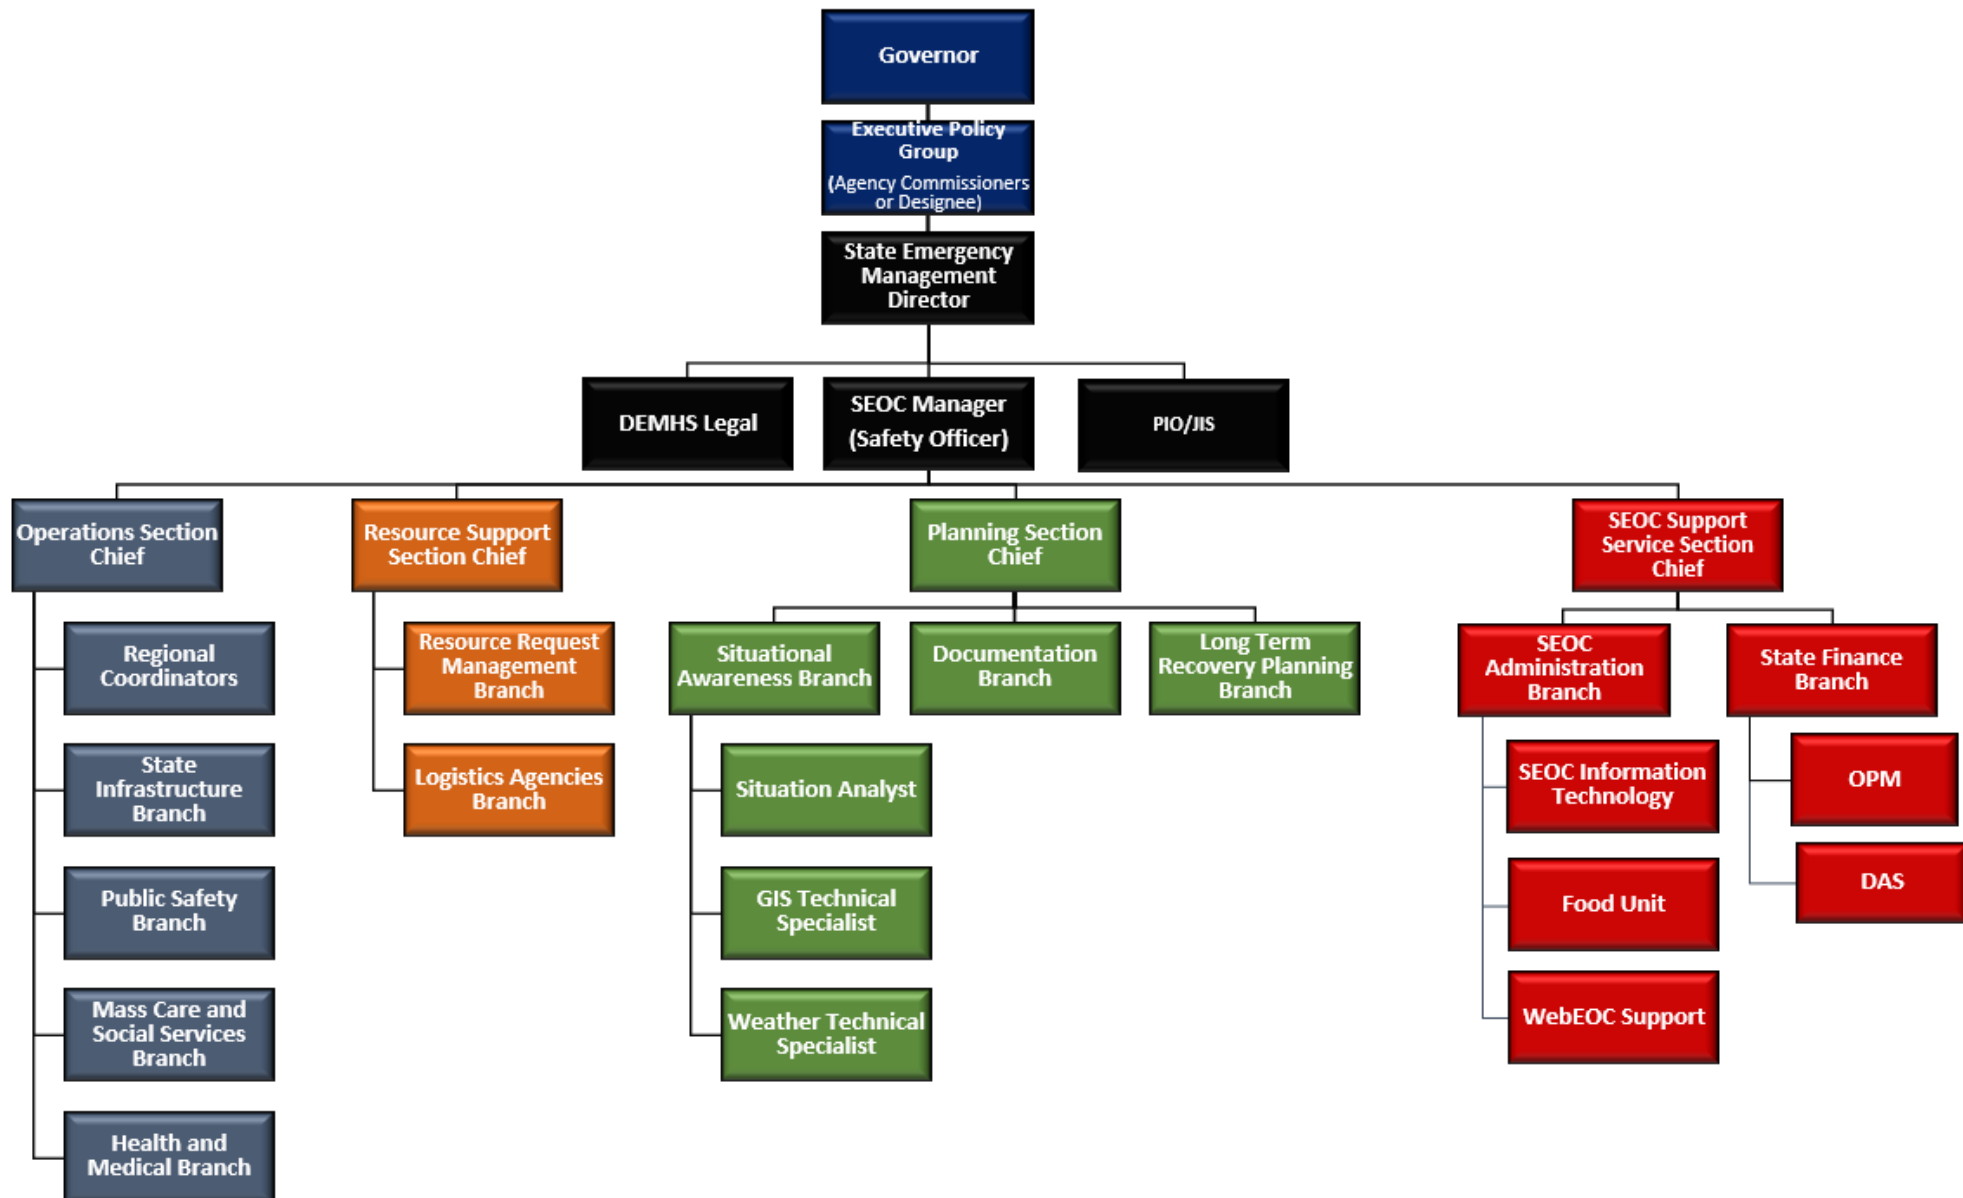 Governor
Executive Policy
Group
(Agency Commissioners
or Designee)
State Emergency
Management
Director
DEMHS Legal
SEOC Manager
(Safety Officer)
PIO/JIS
Operations Section
Chief
Resource Support
Section Chief
Planning Section
Chief
SEOC Support
Service Section
Chief
Regional
Coordinators
State
Infrastructure
Branch
Public Safety
Branch
Mass Care and
Social Services
Branch
Health and
Medical Branch
Resource Request
Management
Branch
Logistics Agencies
Branch
Situational
Awareness Branch
Documentation
Branch
Long Term
Recovery Planning
Branch
Situation Analyst
GIS Technical
Specialist
Weather Technical
Specialist
SEOC
Administration
Branch
State Finance
Branch
SEOC Information
Technology
Food Unit
WebEOC Support
OPM
DAS